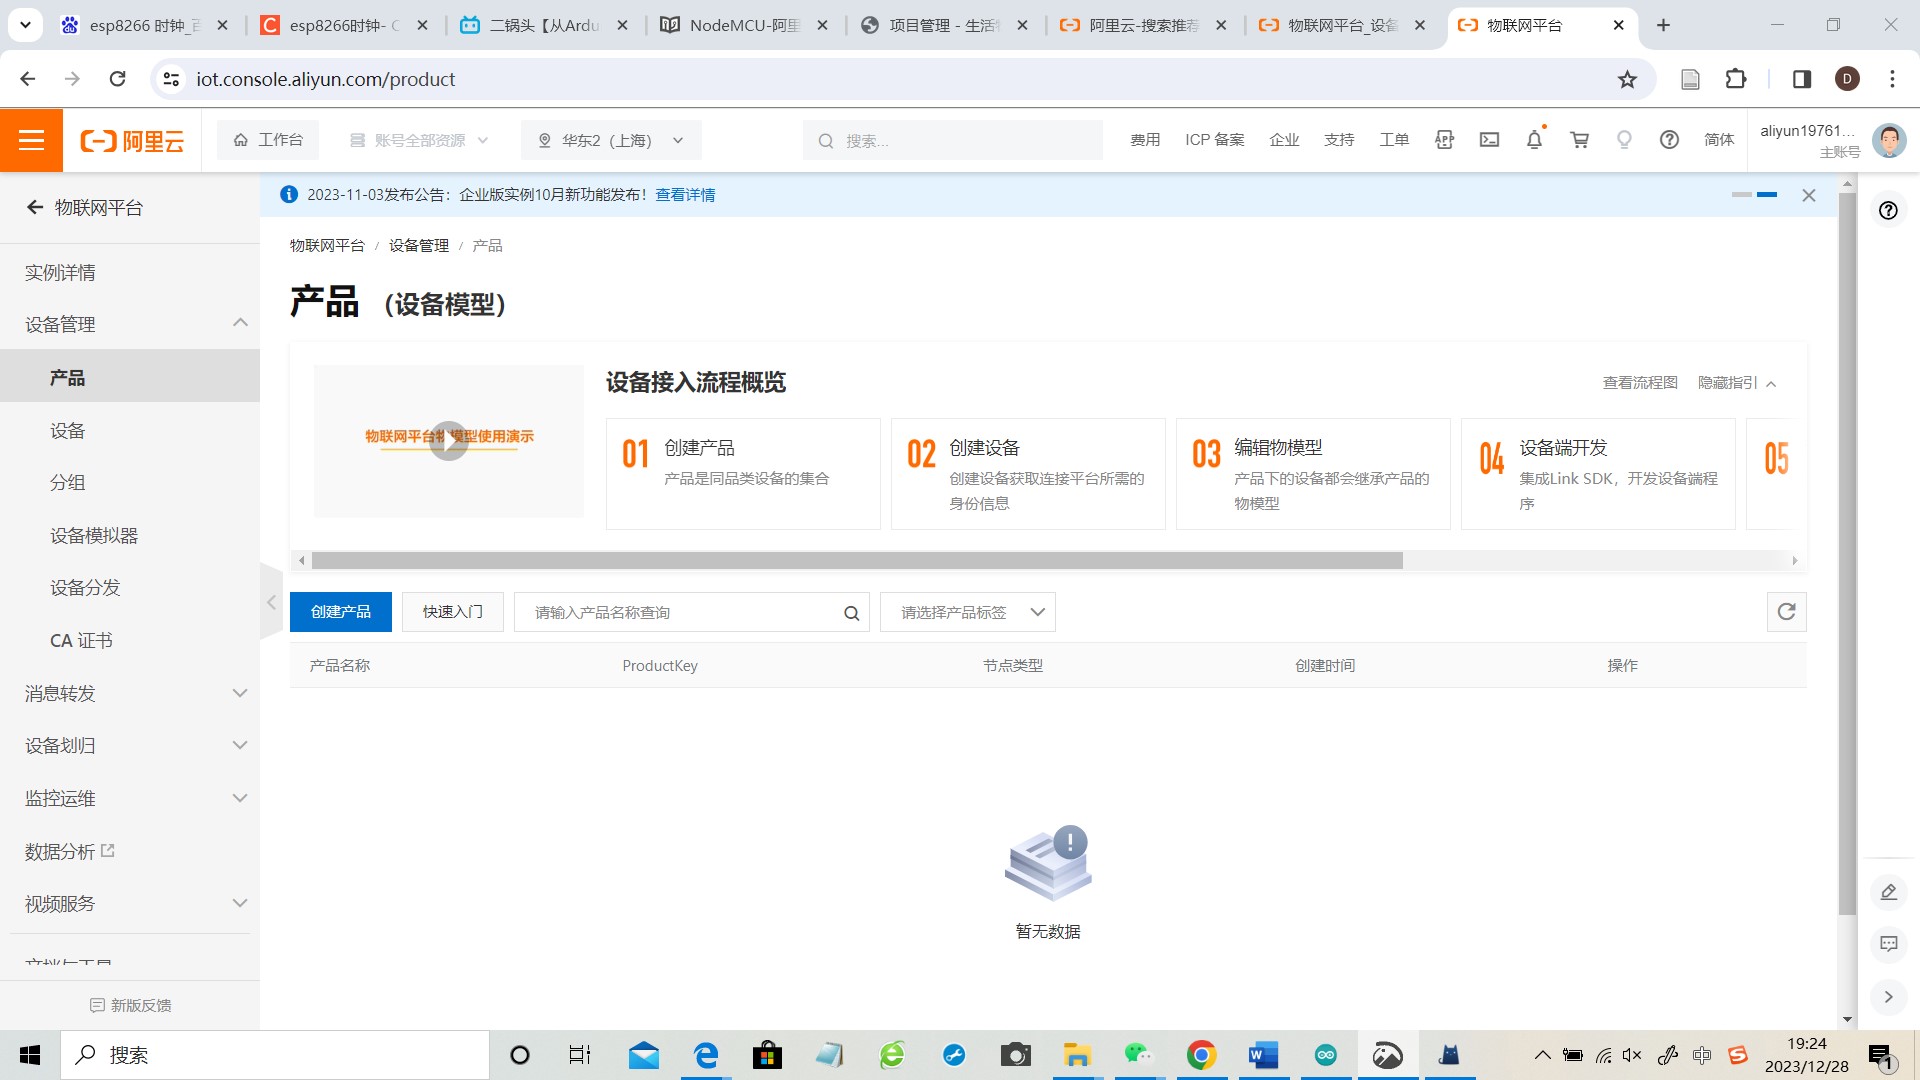 esp8266 时钟_百
esp8266时钟- C
二锅头【从Ardu
NodeMCU-阿里
项目管理 - 生活
阿里云-搜索推荐
物联网平台_设备
物联网平台
iot.console.aliyun.com/product
D
阿里云
工作台
账号全部资源
华东2（上海）
搜索...
费用
ICP 备案
企业
支持
工单
简体
aliyun19761...
主账号
物联网平台
2023-11-03发布公告：企业版实例10月新功能发布！查看详情
物联网平台 / 设备管理 / 产品
实例详情
设备管理
产品
设备
分组
设备模拟器
设备分发
CA 证书
消息转发
设备划归
监控运维
数据分析
视频服务
新版反馈
产品 （设备模型）
物联网平台物模型使用演示
设备接入流程概览
查看流程图
隐藏指引
01 创建产品
产品是同品类设备的集合
02 创建设备
创建设备获取连接平台所需的
身份信息
03 编辑物模型
产品下的设备都会继承产品的
物模型
04 设备端开发
集成Link SDK，开发设备端程
序
05
创建产品
快速入门
请输入产品名称查询
请选择产品标签
产品名称
ProductKey
节点类型
创建时间
操作
暂无数据
搜索
中
19:24
2023/12/28
1